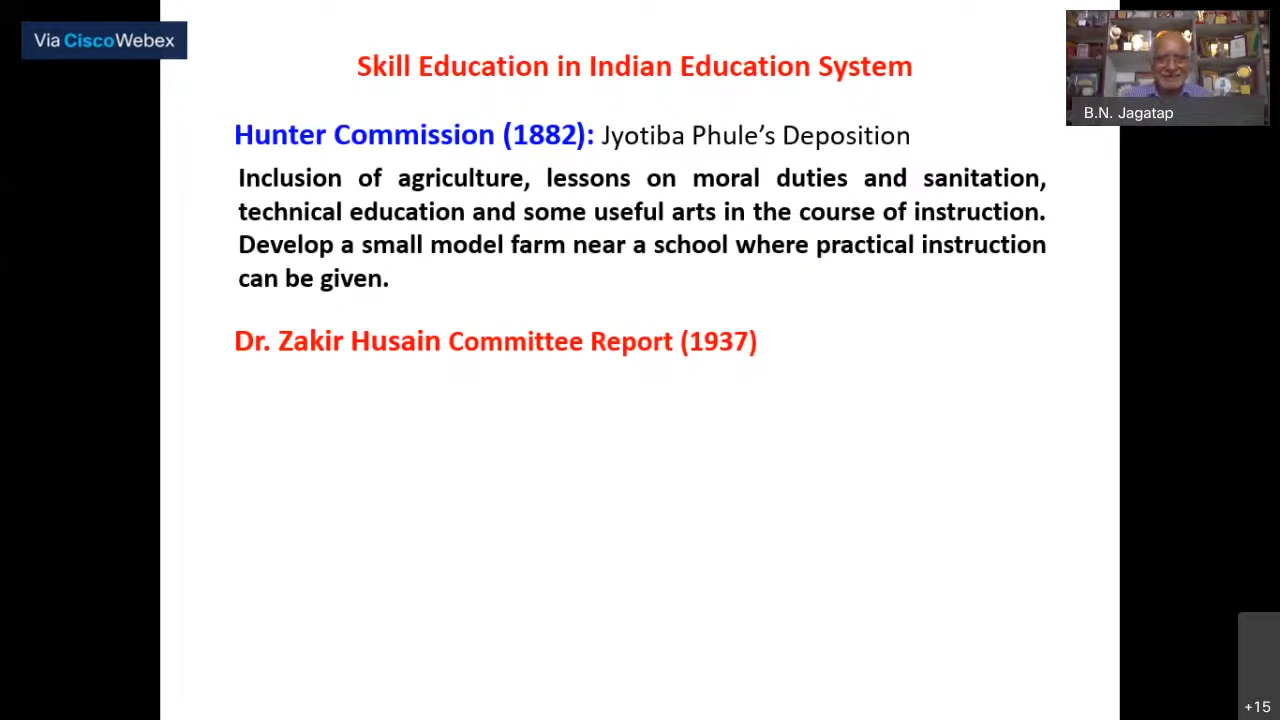 Via CiscoWebex
Skill Education in Indian Education System
B.N. Jagatap
Hunter Commission (1882): Jyotiba Phule’s Deposition
Inclusion of agriculture, lessons on moral duties and sanitation,
technical education and some useful arts in the course of instruction.
Develop a small model farm near a school where practical instruction
can be given.
Dr. Zakir Husain Committee Report (1937)
+15